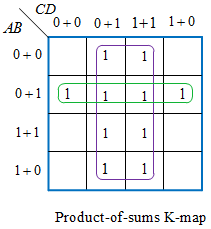 CD
AB
0 + 0 0 + 1 1 + 1 1 + 0
0 + 0 1 1
0 + 1 1 1 1 1
1 + 1 1 1
1 + 0 1 1
Product-of-sums K-map